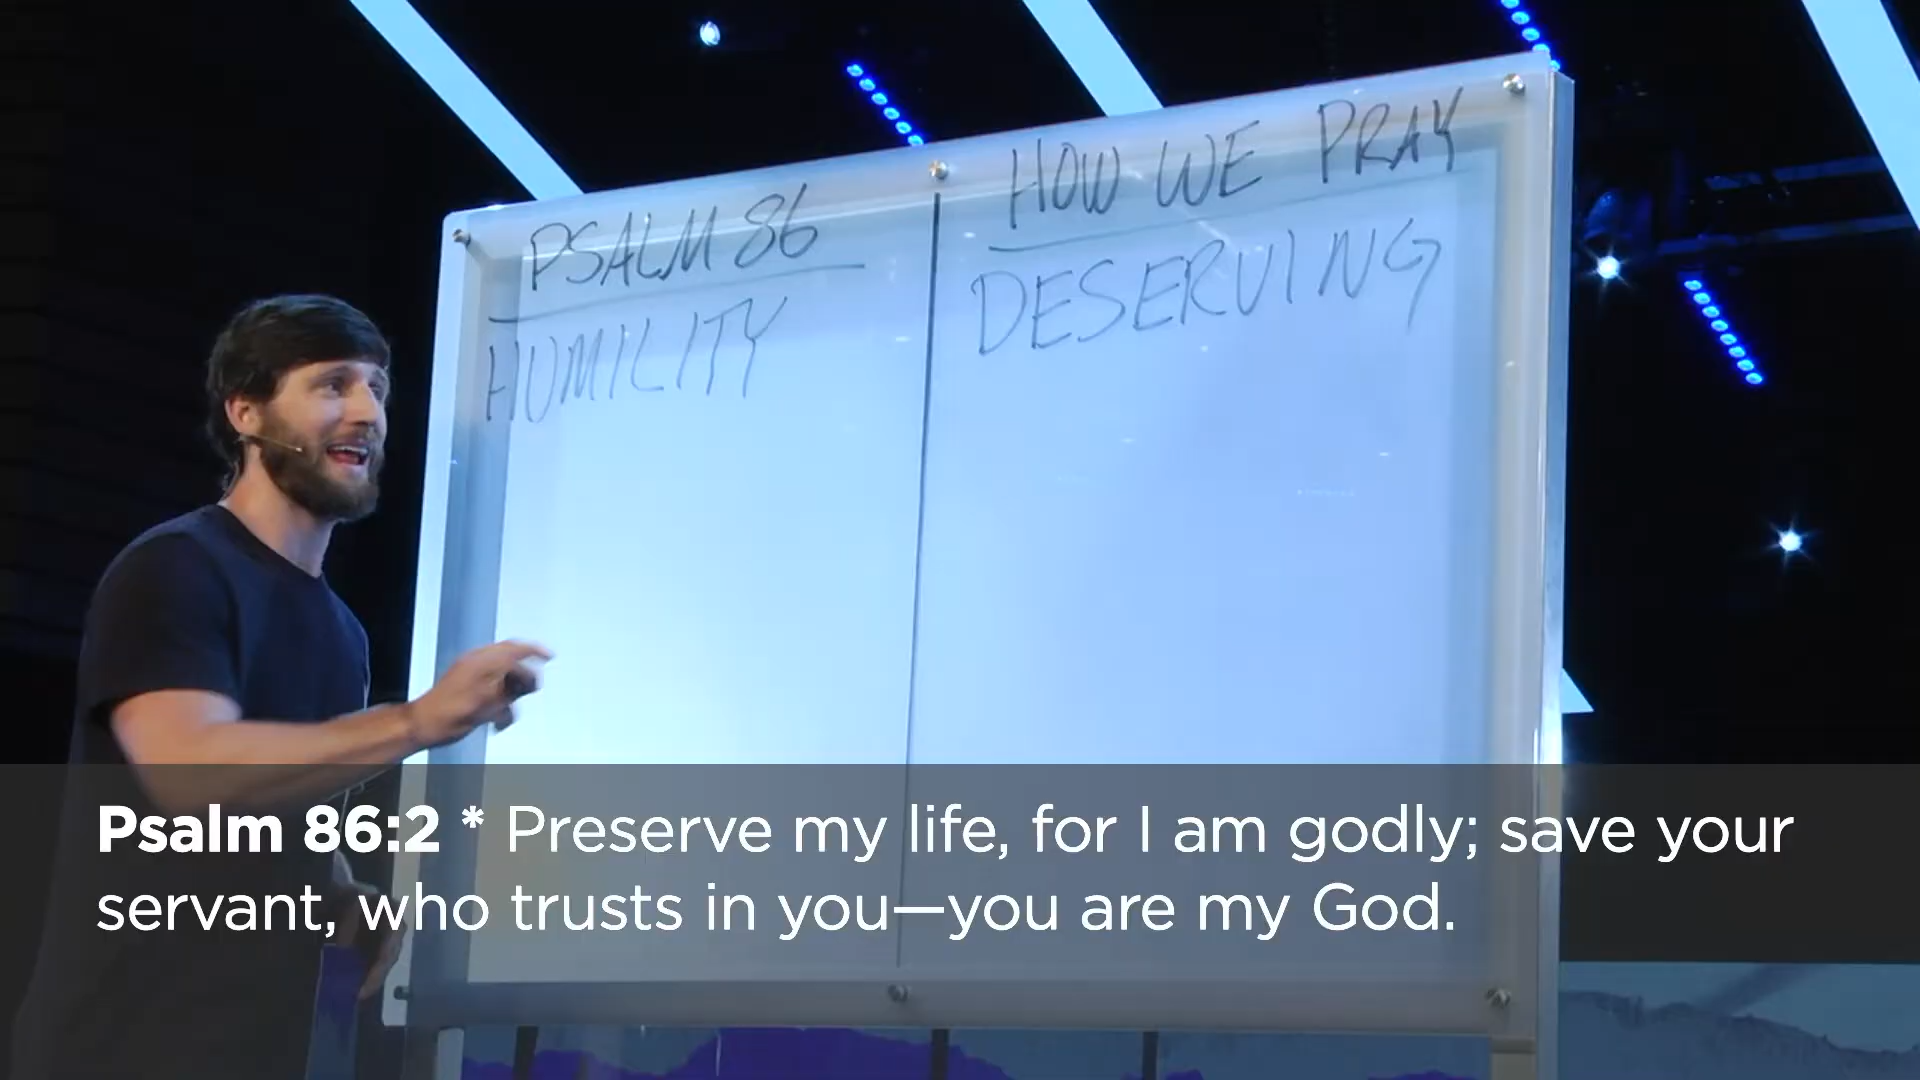 PSALM 86
HUMILITY
HOW WE PRAY
DESERVING
Psalm 86:2 * Preserve my life, for I am godly; save your
servant, who trusts in you—you are my God.